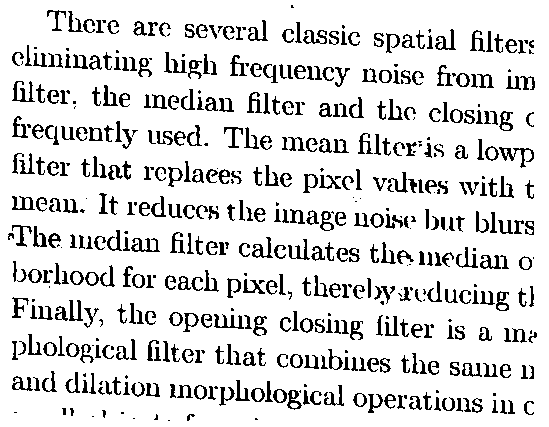 There are several classic spatial filters
eliminating high frequency noise from im
filter, the median filter and the closing o
frequently used. The mean filter is a lowp
filter that replaces the pixel values with t
mean. It reduces the image noise but blurs
The median filter calculates the median o
borhood for each pixel, thereby reducing th
Finally, the opening closing filter is a ma
phological filter that combines the same n
and dilation morphological operations in o